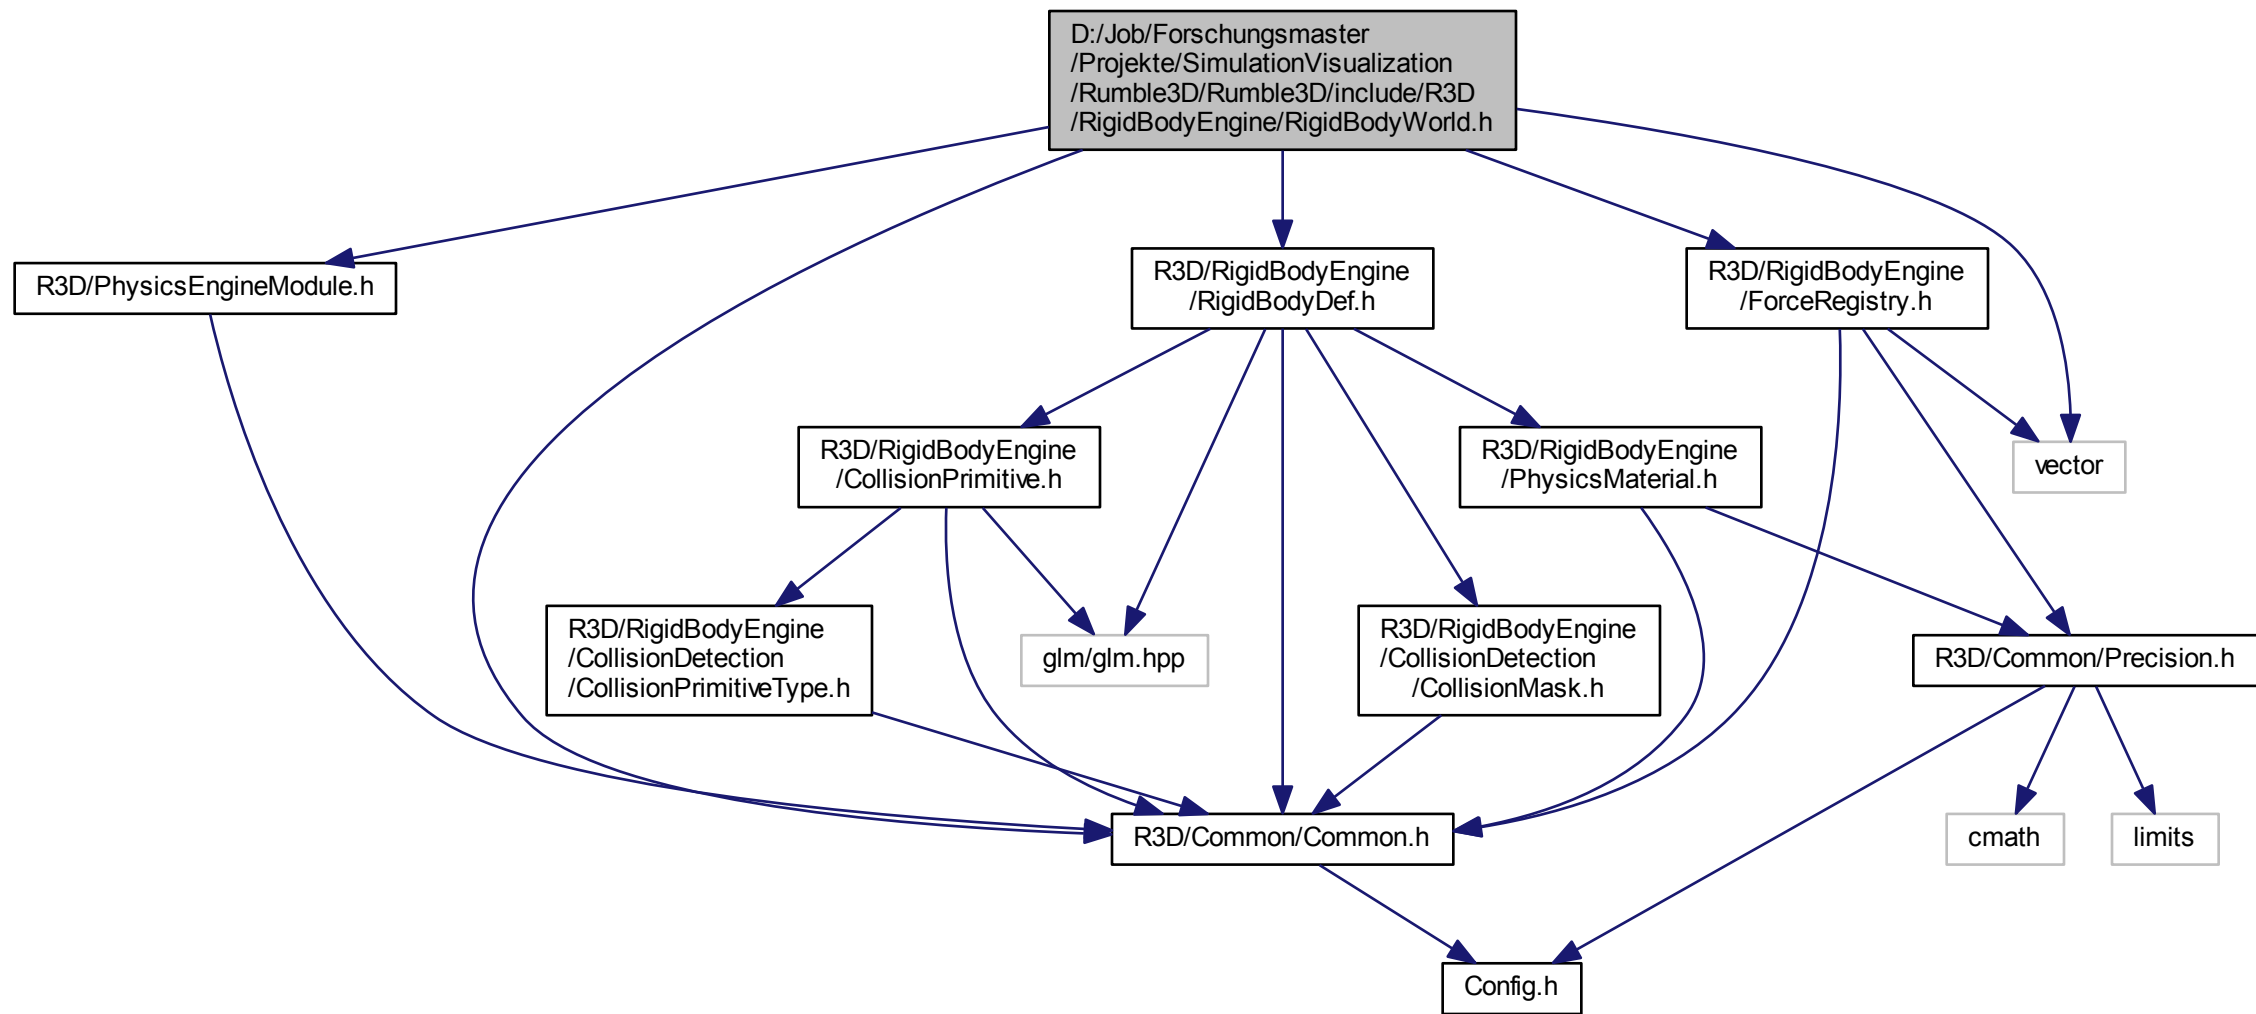 D:/Job/Forschungsmaster
/Projekte/SimulationVisualization
/Rumble3D/Rumble3D/include/R3D
/RigidBodyEngine/RigidBodyWorld.h
R3D/PhysicsEngineModule.h
R3D/RigidBodyEngine
/RigidBodyDef.h
R3D/RigidBodyEngine
/ForceRegistry.h
R3D/RigidBodyEngine
/CollisionPrimitive.h
R3D/RigidBodyEngine
/PhysicsMaterial.h
vector
R3D/RigidBodyEngine
/CollisionDetection
/CollisionPrimitiveType.h
glm/glm.hpp
R3D/RigidBodyEngine
/CollisionDetection
/CollisionMask.h
R3D/Common/Precision.h
R3D/Common/Common.h
cmath
limits
Config.h